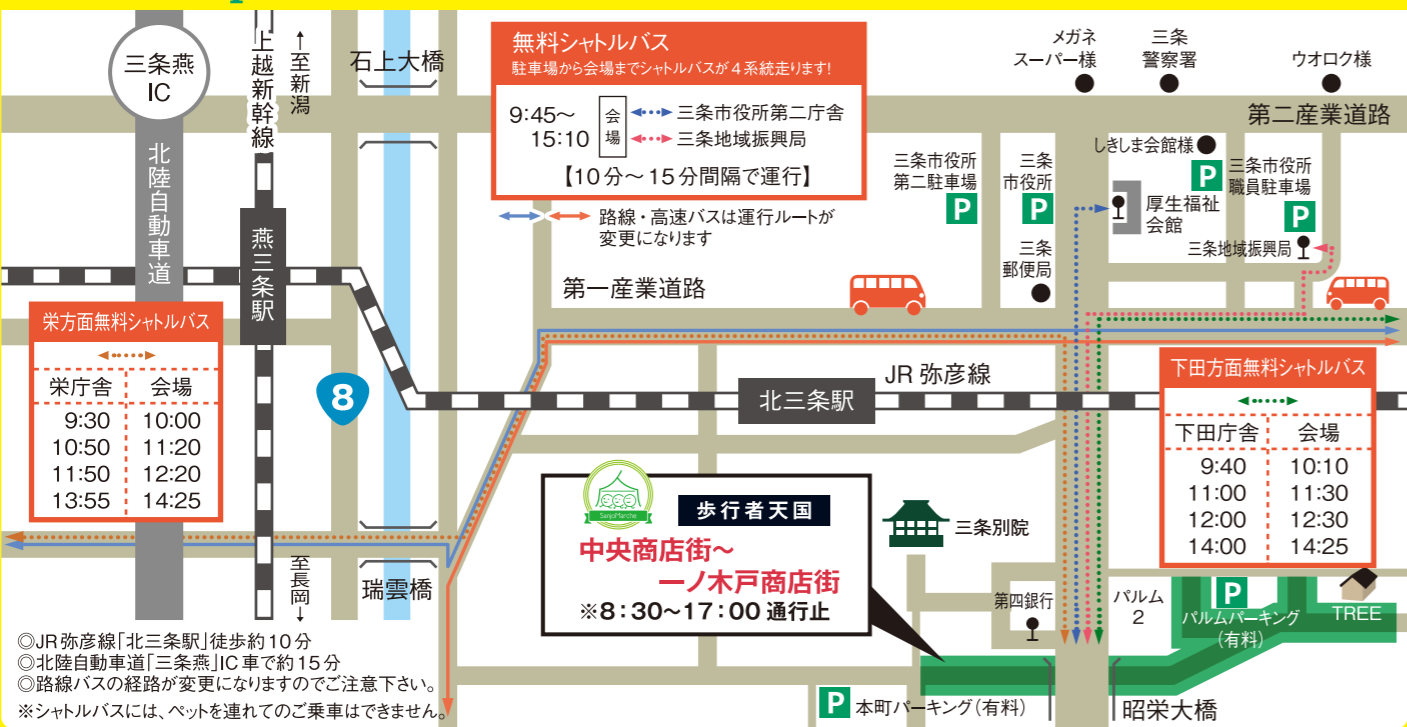 三条燕
IC
北陸自動車道
上越新幹線
↑至新潟
石上大橋
燕三条駅
無料シャトルバス
駐車場から会場までシャトルバスが4系統走ります!
9:45〜
15:10
会場
三条市役所第二庁舎
三条地域振興局
【10分〜15分間隔で運行】
路線・高速バスは運行ルートが
変更になります
メガネ
スーパー様
三条
警察署
ウオロク様
第二産業道路
三条市役所
第二駐車場
P
三条
市役所
P
三条
郵便局
しきしま会館様
P
三条市役所
職員駐車場
P
厚生福祉
会館
三条地域振興局
第一産業道路
栄方面無料シャトルバス
栄庁舎 会場
9:30 10:00
10:50 11:20
11:50 12:20
13:55 14:25
8
JR 弥彦線
北三条駅
下田方面無料シャトルバス
下田庁舎 会場
9:40 10:10
11:00 11:30
12:00 12:30
14:00 14:25
SanjoMarche
歩行者天国
中央商店街〜
一ノ木戸商店街
※8:30〜17:00 通行止
三条別院
第四銀行
パルム
2
P
パルムパーキング
(有料)
TREE
至長岡↓
瑞雲橋
P 本町パーキング(有料)
昭栄大橋
◎JR弥彦線「北三条駅」徒歩約10分
◎北陸自動車道「三条燕」IC車で約15分
◎路線バスの経路が変更になりますのでご注意下さい。
※シャトルバスには、ペットを連れてのご乗車はできません。